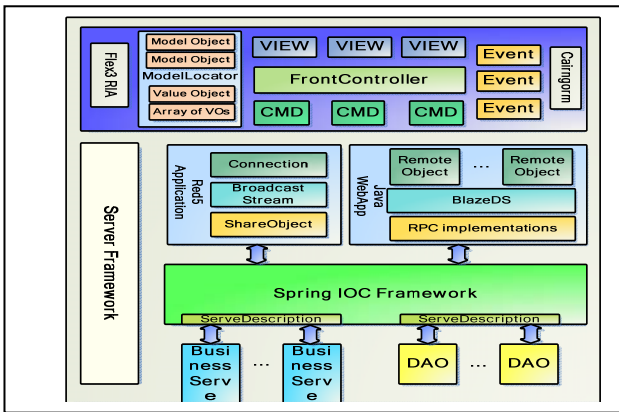 Flex3 RIA
Model Object
Model Object
ModelLocator
Value Object
Array of VOs
VIEW
VIEW
VIEW
FrontController
CMD
CMD
CMD
Event
Event
Event
Cairngorm
Server Framework
Red5
Application
Connection
Broadcast
Stream
ShareObject
Java
WebApp
Remote
Object
...
Remote
Object
BlazeDS
RPC implementations
Spring IOC Framework
ServeDescription
ServeDescription
Busi
ness
Serv
e
...
Busi
ness
Serv
e
DAO
...
DAO